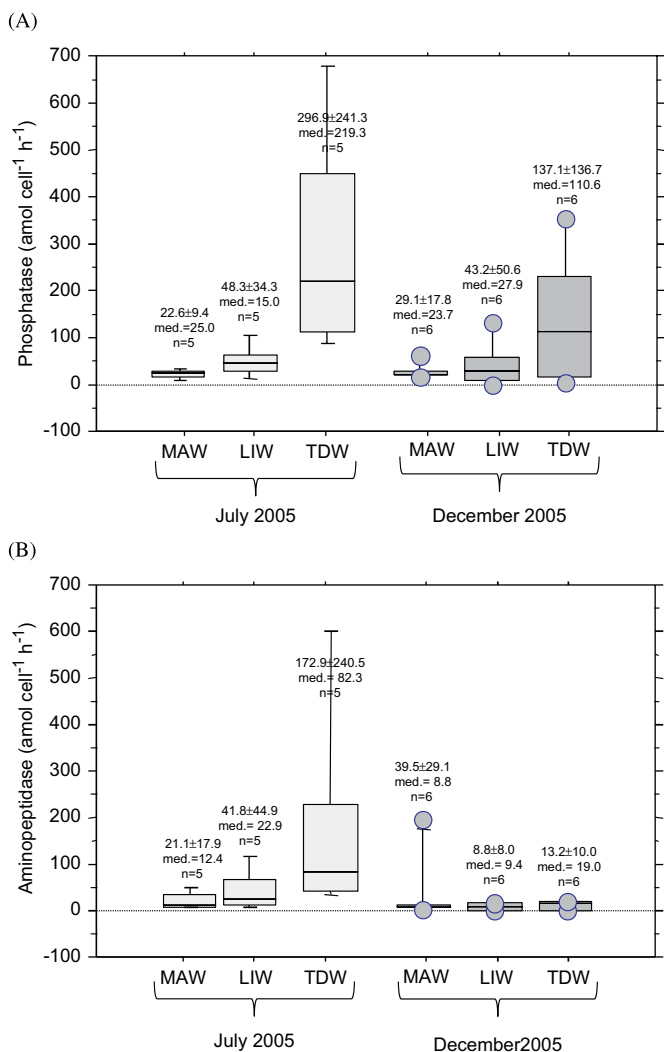 (A)
700
600
500
400
300
200
100
0
-100
Phosphatase (amol cell⁻¹ h⁻¹)
22.6±9.4
med.=25.0
n=5
48.3±34.3
med.=15.0
n=5
296.9±241.3
med.=219.3
n=5
29.1±17.8
med.=23.7
n=6
43.2±50.6
med.=27.9
n=6
137.1±136.7
med.=110.6
n=6
MAW LIW TDW MAW LIW TDW
July 2005 December 2005
(B)
700
600
500
400
300
200
100
0
-100
Aminopeptidase (amol cell⁻¹ h⁻¹)
21.1±17.9
med.=12.4
n=5
41.8±44.9
med.= 22.9
n=5
172.9±240.5
med.= 82.3
n=5
39.5±29.1
med.= 8.8
n=6
8.8±8.0
med.= 9.4
n=6
13.2±10.0
med.= 19.0
n=6
MAW LIW TDW MAW LIW TDW
July 2005 December2005